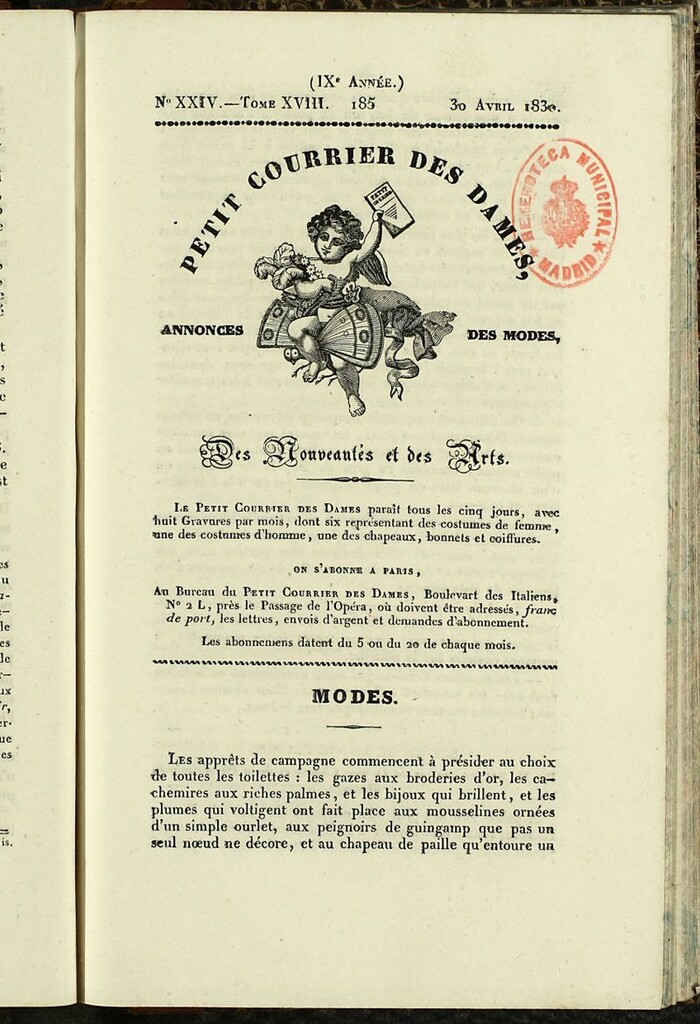 (IXe Année.)
No XXIV.—Tome XVIII. 185 30 Avril 1830.
PETIT COURRIER DES DAMES,
HEMEROTECA MUNICIPAL
★ MADRID ★
ANNONCES DES MODES,
Des Nouveautés et des Arts.
Le Petit Courrier des Dames paraît tous les cinq jours, avec
huit Gravures par mois, dont six représentant des costumes de femme,
une des costumes d'homme, une des chapeaux, bonnets et coiffures.
ON S'ABONNE A PARIS,
Au Bureau du Petit Courrier des Dames, Boulevart des Italiens,
No 2 L, près le Passage de l'Opéra, où doivent être adressés, franc
de port, les lettres, envois d'argent et demandes d'abonnement.
Les abonnemens datent du 5 ou du 20 de chaque mois.
MODES.
Les apprêts de campagne commencent à présider au choix
de toutes les toilettes : les gazes aux broderies d'or, les ca-
chemires aux riches palmes, et les bijoux qui brillent, et les
plumes qui voltigent ont fait place aux mousselines ornées
d'un simple ourlet, aux peignoirs de guingamp que pas un
seul nœud ne décore, et au chapeau de paille qu'entoure un